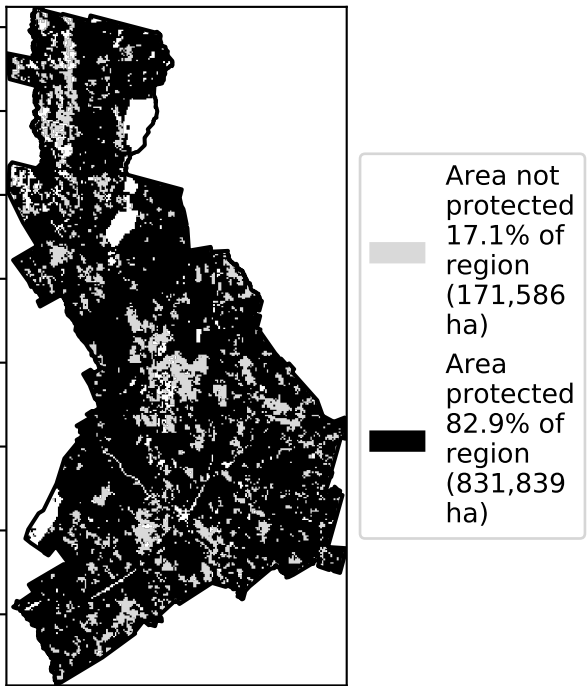 Area not
protected
17.1% of
region
(171,586
ha)
Area
protected
82.9% of
region
(831,839
ha)